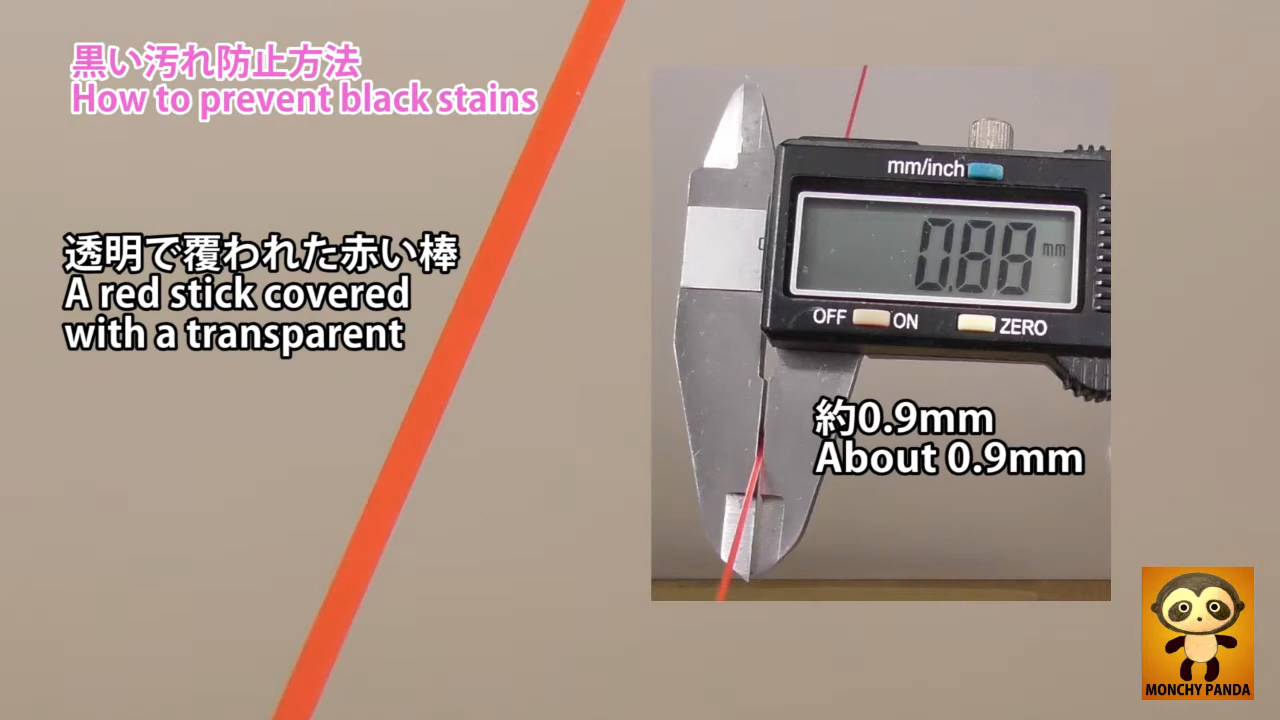 黒い汚れ防止方法
How to prevent black stains
透明で覆われた赤い棒
A red stick covered
with a transparent
mm/inch
0.88 mm
OFF ON ZERO
約0.9mm
About 0.9mm
MONCHY PANDA